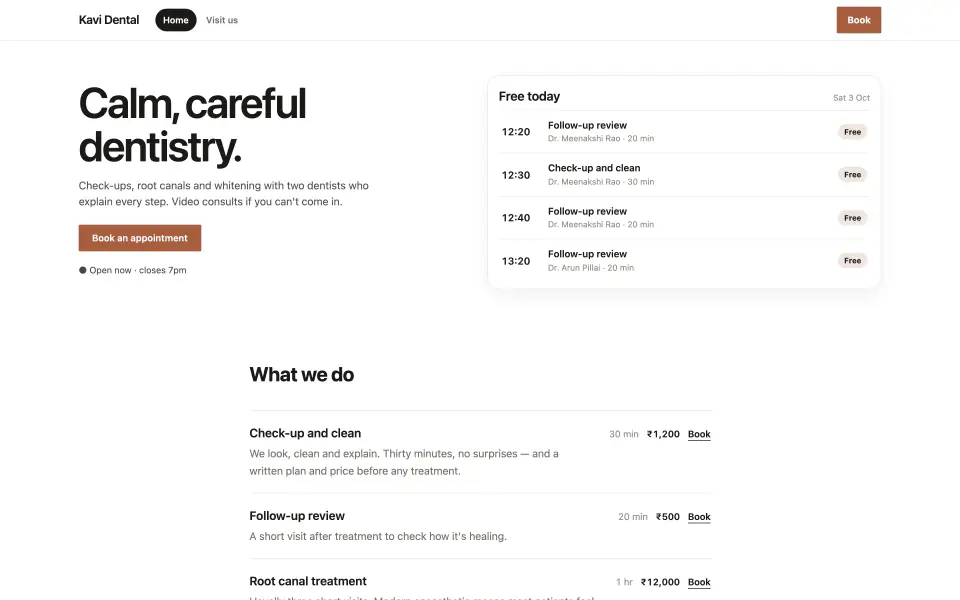 Kavi Dental
Home
Visit us
Book
Calm, careful
dentistry.
Check-ups, root canals and whitening with two dentists who
explain every step. Video consults if you can't come in.
Book an appointment
Open now · closes 7pm
Free today
Sat 3 Oct
12:20
Follow-up review
Dr. Meenakshi Rao · 20 min
Free
12:30
Check-up and clean
Dr. Meenakshi Rao · 30 min
Free
12:40
Follow-up review
Dr. Meenakshi Rao · 20 min
Free
13:20
Follow-up review
Dr. Arun Pillai · 20 min
Free
What we do
Check-up and clean
30 min ₹1,200 Book
We look, clean and explain. Thirty minutes, no surprises — and a
written plan and price before any treatment.
Follow-up review
20 min ₹500 Book
A short visit after treatment to check how it's healing.
Root canal treatment
1 hr ₹12,000 Book